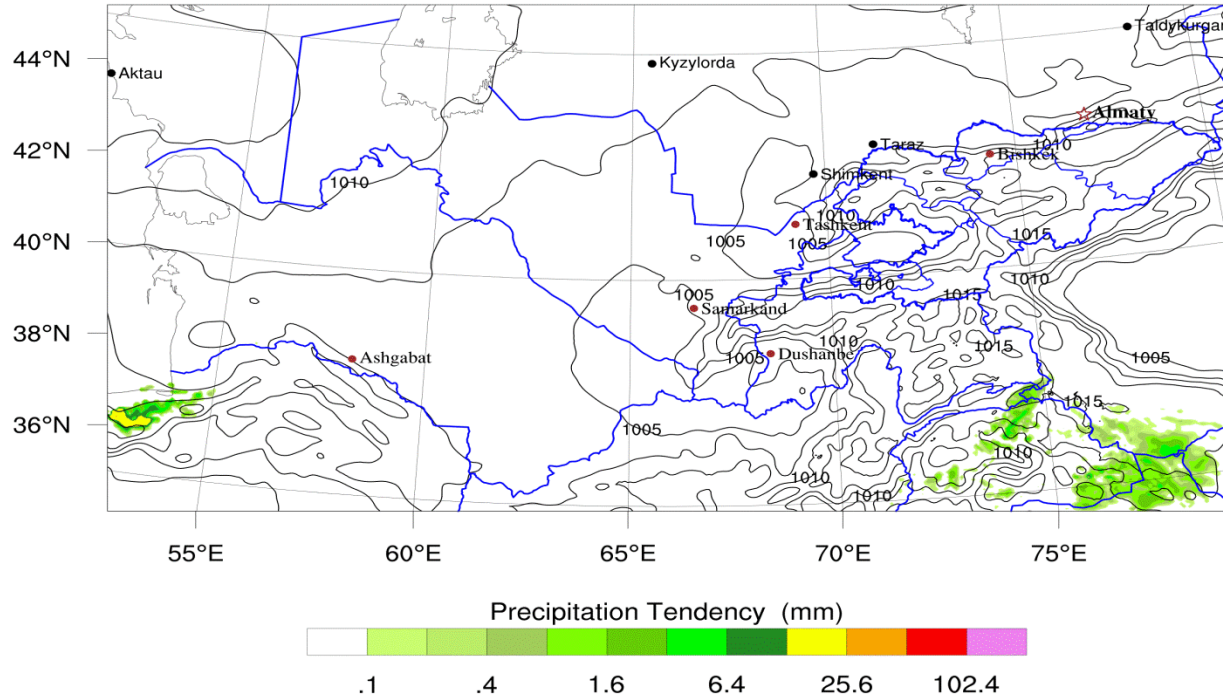 Taldykurgan
44°N
Kyzylorda
Aktau
Almaty
42°N
Taraz
1010
Bishkek
Shimkent
1010
1010
Tashkent
40°N
1005
1005
1015
1010
1010
1015
1005
Samarkand
38°N
1010
1015
Ashgabat
1005
Dushanbe
1005
1015
36°N
1005
1010
1010
1010
55°E
60°E
65°E
70°E
75°E
Precipitation Tendency (mm)
.1
.4
1.6
6.4
25.6
102.4